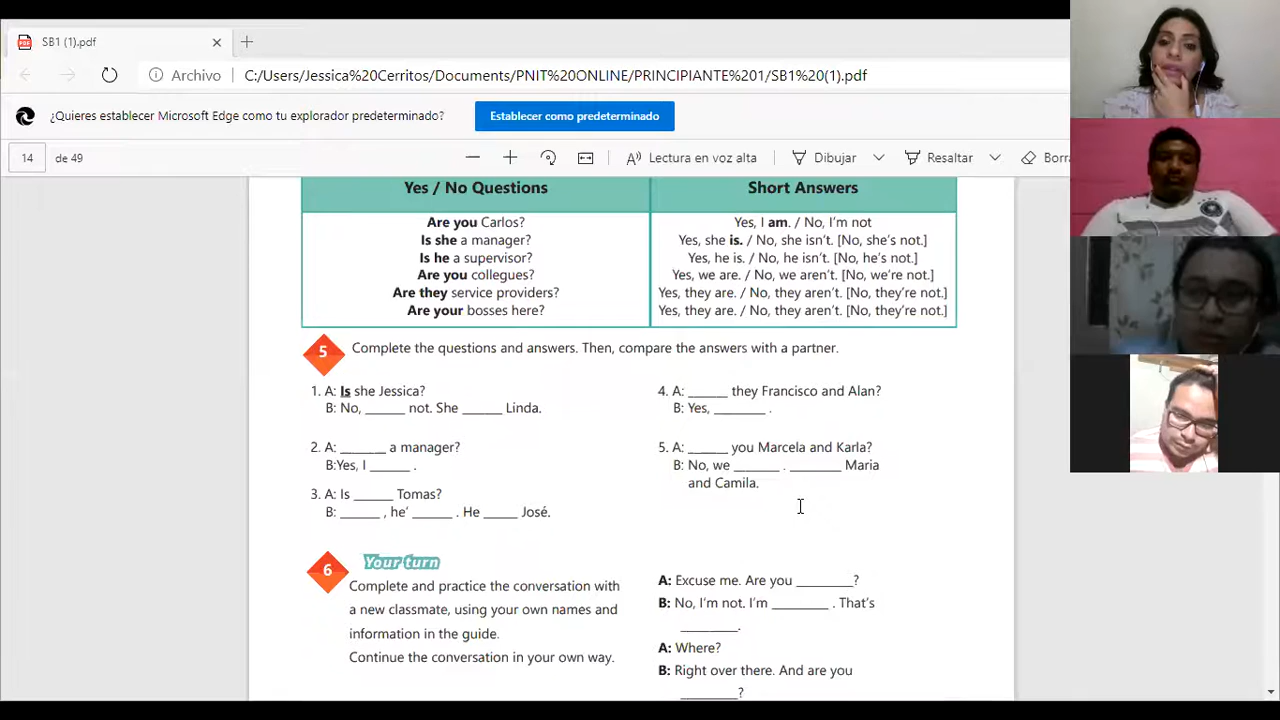 SB1 (1).pdf
Archivo
C:/Users/Jessica%20Cerritos/Documents/PNIT%20ONLINE/PRINCIPIANTE%201/SB1%20(1).pdf
¿Quieres establecer Microsoft Edge como tu explorador predeterminado?
Establecer como predeterminado
14 de 49
Lectura en voz alta
Dibujar
Resaltar
Borra
Yes / No Questions
Short Answers
Are you Carlos?
Yes, I am. / No, I'm not
Is she a manager?
Yes, she is. / No, she isn't. [No, she's not.]
Is he a supervisor?
Yes, he is. / No, he isn't. [No, he's not.]
Are you collegues?
Yes, we are. / No, we aren't. [No, we're not.]
Are they service providers?
Yes, they are. / No, they aren't. [No, they're not.]
Are your bosses here?
Yes, they are. / No, they aren't. [No, they're not.]
5 Complete the questions and answers. Then, compare the answers with a partner.
1. A: Is she Jessica?
B: No, ______ not. She ______ Linda.
2. A: _______ a manager?
B:Yes, I ______ .
3. A: Is ______ Tomas?
B: ______ , he' ______ . He _____ José.
4. A: ______ they Francisco and Alan?
B: Yes, ________ .
5. A: ______ you Marcela and Karla?
B: No, we _______ . ________ Maria
and Camila.
6 Your turn
Complete and practice the conversation with
a new classmate, using your own names and
information in the guide.
Continue the conversation in your own way.
A: Excuse me. Are you _________?
B: No, I'm not. I'm _________ . That's
_________.
A: Where?
B: Right over there. And are you
_________?